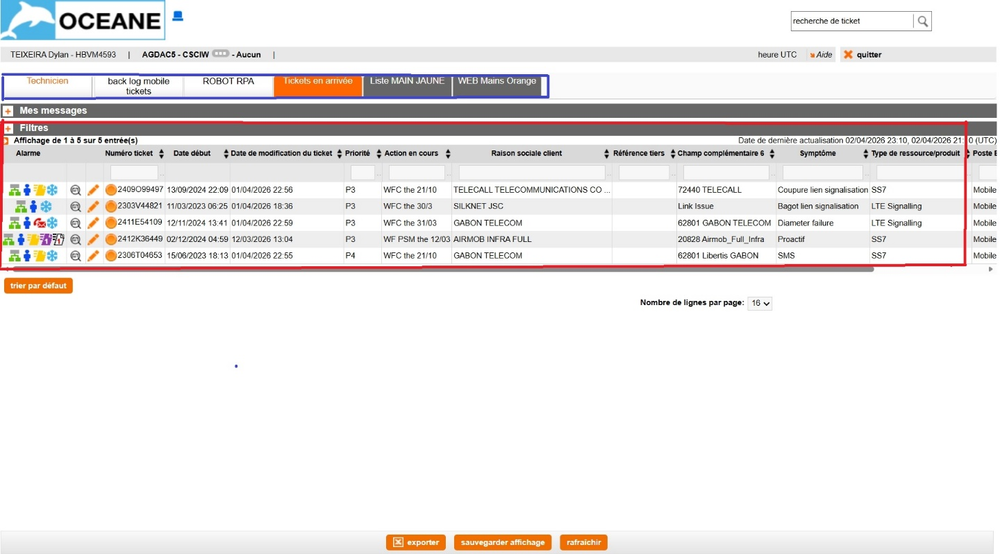 OCEANE
recherche de ticket
TEIXEIRA Dylan - HBVM4593 | AGDAC5 - CSCIW - Aucun |
heure UTC Aide quitter
Technicien back log mobile tickets ROBOT RPA Tickets en arrivée Liste MAIN JAUNE WEB Mains Orange
+ Mes messages
+ Filtres
Affichage de 1 à 5 sur 5 entrée(s)
Date de dernière actualisation 02/04/2026 23:10, 02/04/2026 21: 0 (UTC)
Alarme Numéro ticket Date début Date de modification du ticket Priorité Action en cours Raison sociale client Référence tiers Champ complémentaire 6 Symptôme Type de ressource/produit Poste
2409O99497 13/09/2024 22:09 01/04/2026 22:56 P3 WFC the 21/10 TELECALL TELECOMMUNICATIONS CO ... 72440 TELECALL Coupure lien signalisation SS7 Mobile
2303V44821 11/03/2023 06:25 01/04/2026 18:36 P3 WFC the 30/3 SILKNET JSC Link Issue Bagot lien signalisation LTE Signalling Mobile
2411E54109 12/11/2024 13:41 01/04/2026 22:59 P3 WFC the 31/03 GABON TELECOM 62801 GABON TELECOM Diameter failure LTE Signalling Mobile
2412K36449 02/12/2024 04:59 12/03/2026 13:04 P3 WF PSM the 12/03 AIRMOB INFRA FULL 20828 Airmob_Full_Infra Proactif SS7 Mobile
2306T04653 15/06/2023 18:13 01/04/2026 22:55 P4 WFC the 21/10 GABON TELECOM 62801 Libertis GABON SMS SS7 Mobile
trier par défaut
Nombre de lignes par page: 16
exporter sauvegarder affichage rafraîchir